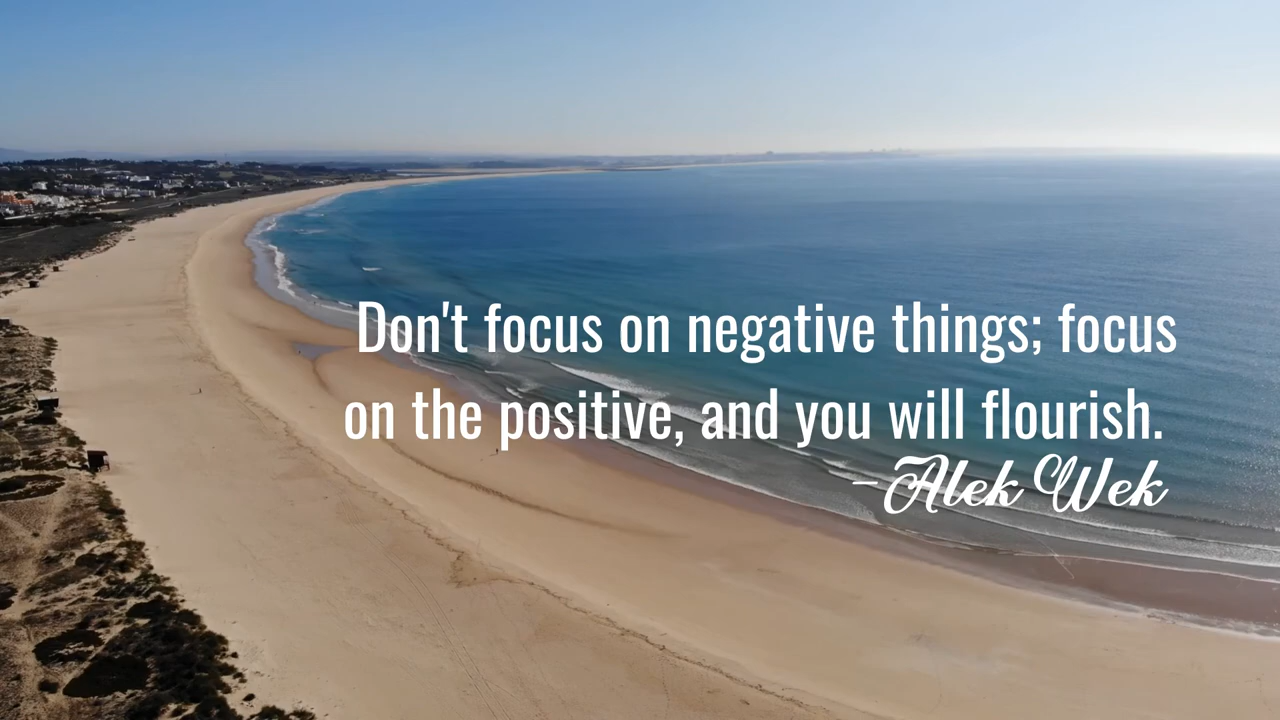 Don't focus on negative things; focus
on the positive, and you will flourish.
-Alek Wek